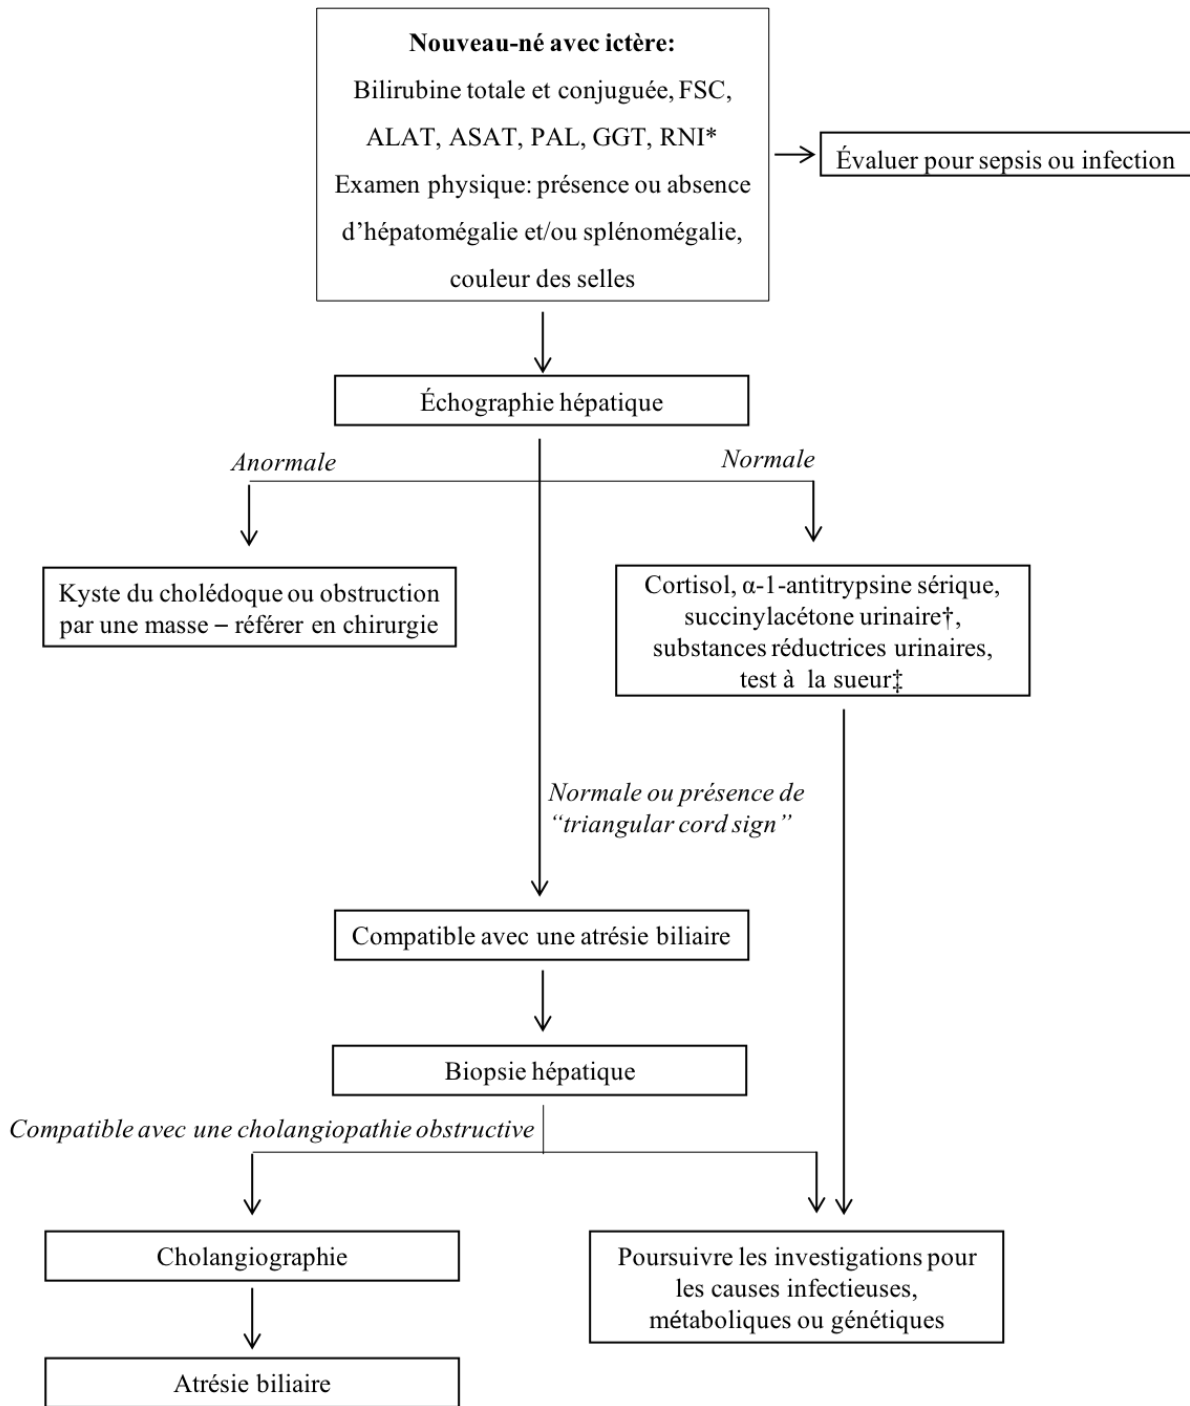 Nouveau-né avec ictère:
Bilirubine totale et conjuguée, FSC,
ALAT, ASAT, PAL, GGT, RNI*
Examen physique: présence ou absence
d’hépatomégalie et/ou splénomégalie,
couleur des selles
Évaluer pour sepsis ou infection
Échographie hépatique
Anormale
Normale
Kyste du cholédoque ou obstruction
par une masse – référer en chirurgie
Cortisol, α-1-antitrypsine sérique,
succinylacétone urinaire†,
substances réductrices urinaires,
test à la sueur‡
Normale ou présence de
“triangular cord sign”
Compatible avec une atrésie biliaire
Biopsie hépatique
Compatible avec une cholangiopathie obstructive
Cholangiographie
Poursuivre les investigations pour
les causes infectieuses,
métaboliques ou génétiques
Atrésie biliaire